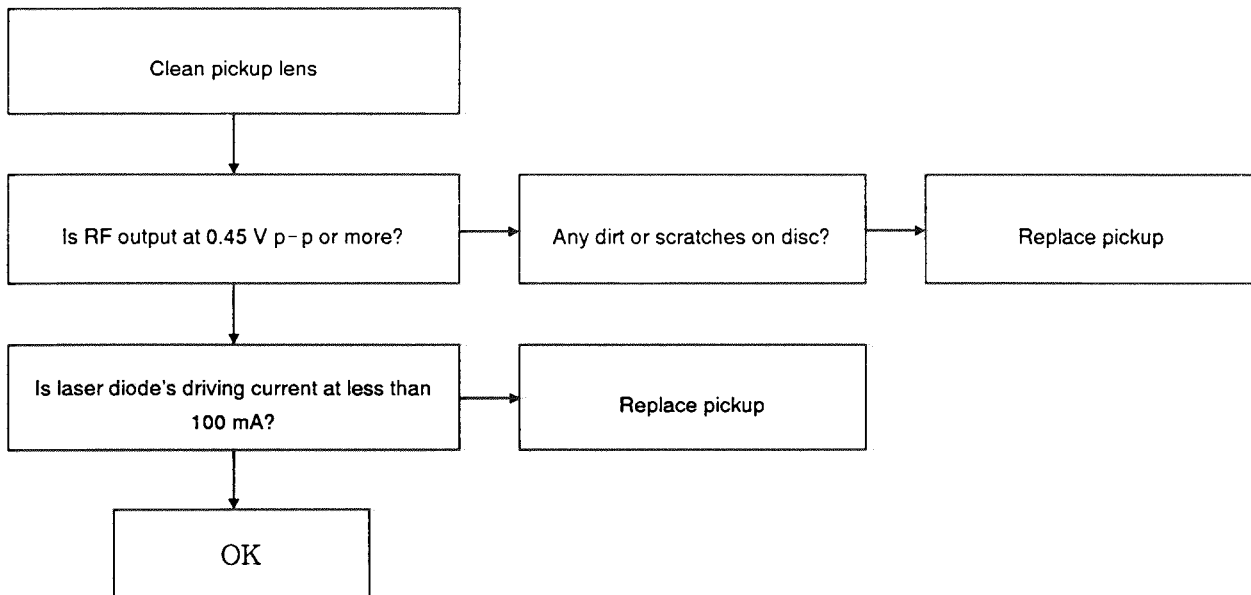 Clean pickup lens
Is RF output at 0.45 V p-p or more?
Any dirt or scratches on disc?
Replace pickup
Is laser diode's driving current at less than
100 mA?
Replace pickup
OK